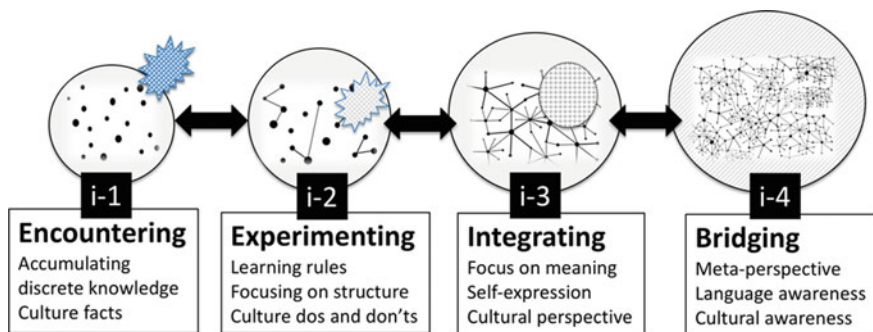 i-1
Encountering
Accumulating
discrete knowledge
Culture facts
i-2
Experimenting
Learning rules
Focusing on structure
Culture dos and don'ts
i-3
Integrating
Focus on meaning
Self-expression
Cultural perspective
i-4
Bridging
Meta-perspective
Language awareness
Cultural awareness